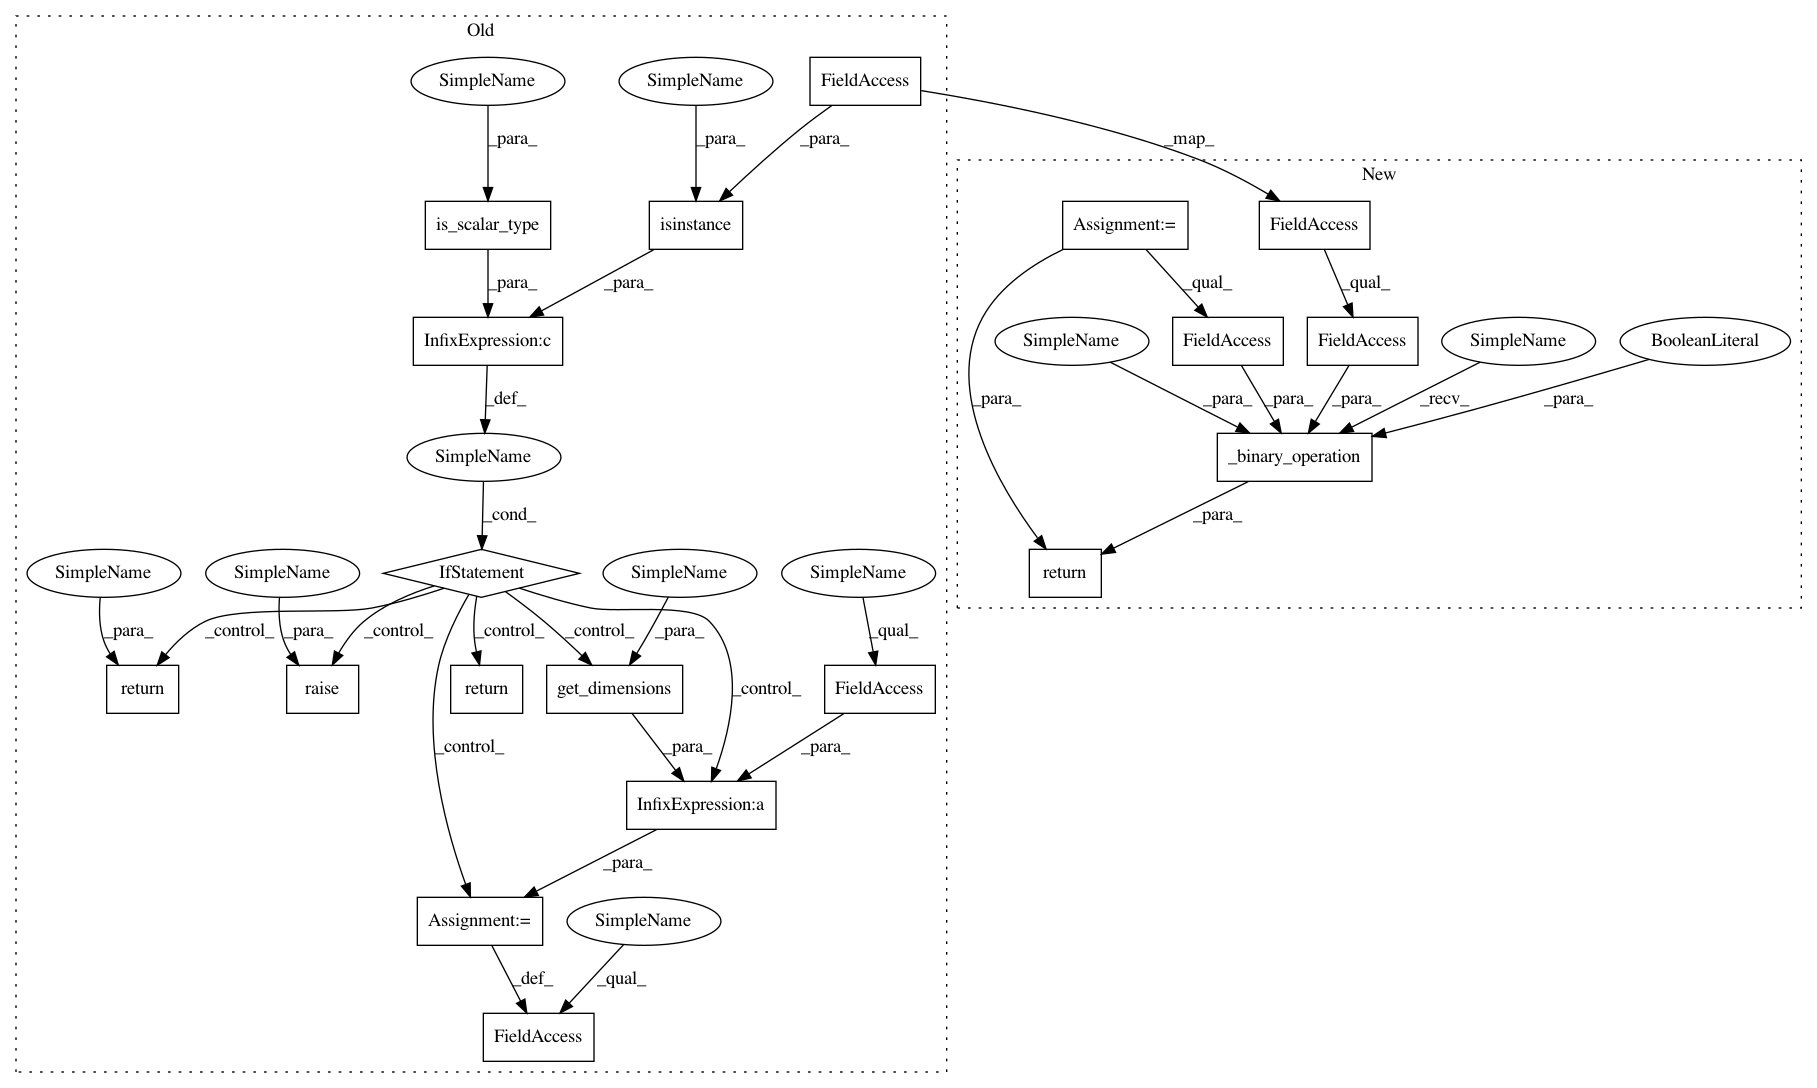 Old
SimpleName
SimpleName
FieldAccess
_para_
_para_
_para_
_map_
New
is_scalar_type
isinstance
Assignment:=
FieldAccess
_para_
_para_
_qual_
_qual_
InfixExpression:c
SimpleName
FieldAccess
FieldAccess
SimpleName
BooleanLiteral
_def_
_para_
_para_
_para_
_para_
_recv_
_para_
SimpleName
_binary_operation
_cond_
_para_
SimpleName
SimpleName
IfStatement
SimpleName
SimpleName
return
_para_
_control_
_para_
_control_
_control_
_control_
_para_
_qual_
return
raise
return
get_dimensions
_control_
FieldAccess
_control_
_para_
_para_
InfixExpression:a
_para_
Assignment:=
SimpleName
_def_
_qual_
FieldAccess